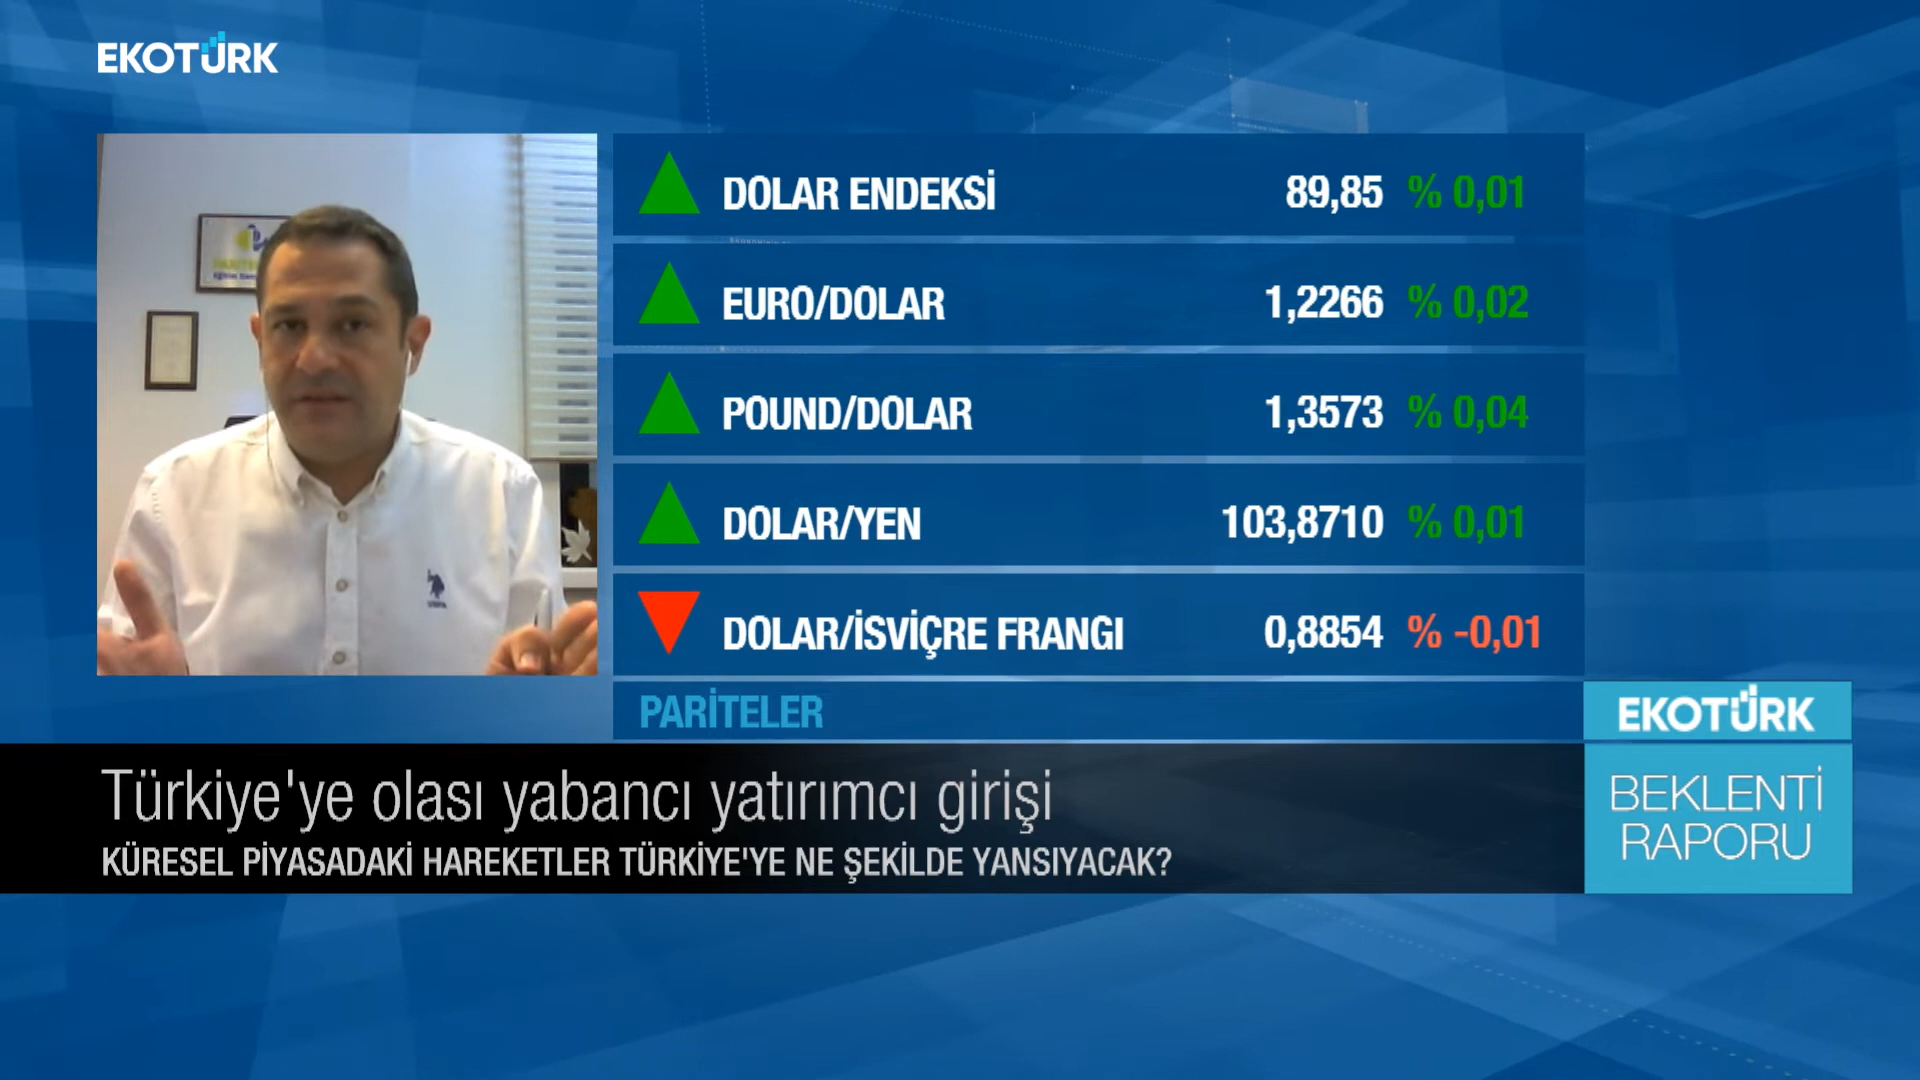 EKOTÜRK
DOLAR ENDEKSİ 89,85 % 0,01
EURO/DOLAR 1,2266 % 0,02
POUND/DOLAR 1,3573 % 0,04
DOLAR/YEN 103,8710 % 0,01
DOLAR/İSVİÇRE FRANGI 0,8854 % -0,01
PARİTELER
EKOTÜRK
Türkiye'ye olası yabancı yatırımcı girişi
KÜRESEL PİYASADAKİ HAREKETLER TÜRKİYE'YE NE ŞEKİLDE YANSIYACAK?
BEKLENTİ
RAPORU